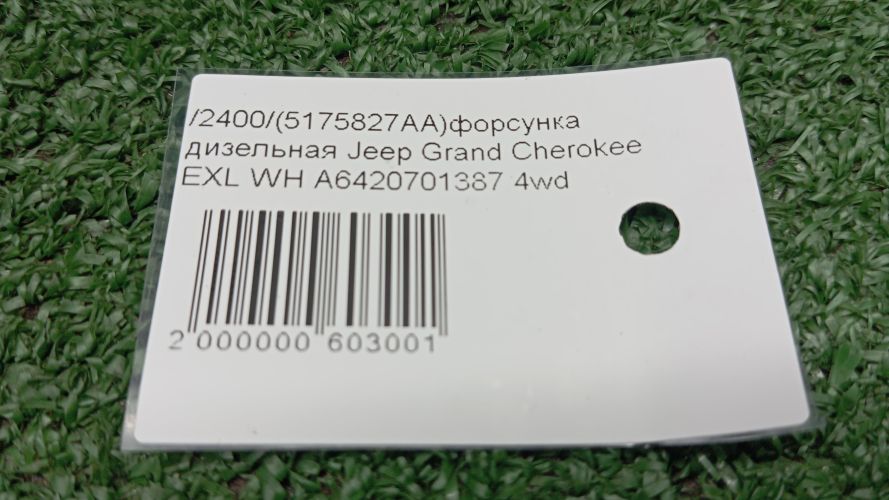 /2400/(5175827AA)форсунка
дизельная Jeep Grand Cherokee
EXL WH A6420701387 4wd
2 000000 603001